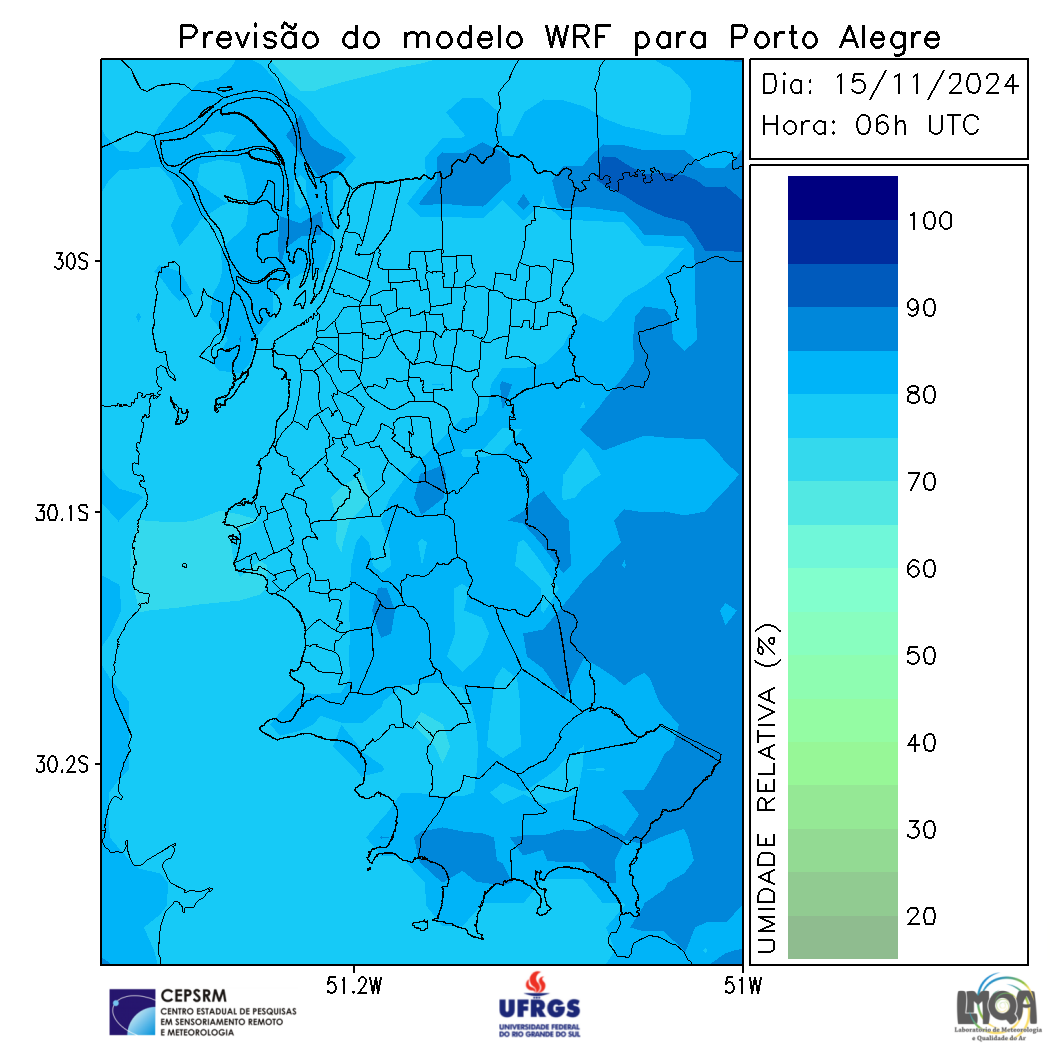 Previsão do modelo WRF para Porto Alegre
Dia: 15/11/2024
Hora: 06h UTC
30S
30.1S
30.2S
51.2W
51W
UMIDADE RELATIVA (%)
100
90
80
70
60
50
40
30
20
CEPSRM
CENTRO ESTADUAL DE PESQUISAS
EM SENSORIAMENTO REMOTO
E METEOROLOGIA
UFRGS
UNIVERSIDADE FEDERAL
DO RIO GRANDE DO SUL
LMQA
Laboratório de Meteorologia
e Qualidade do Ar